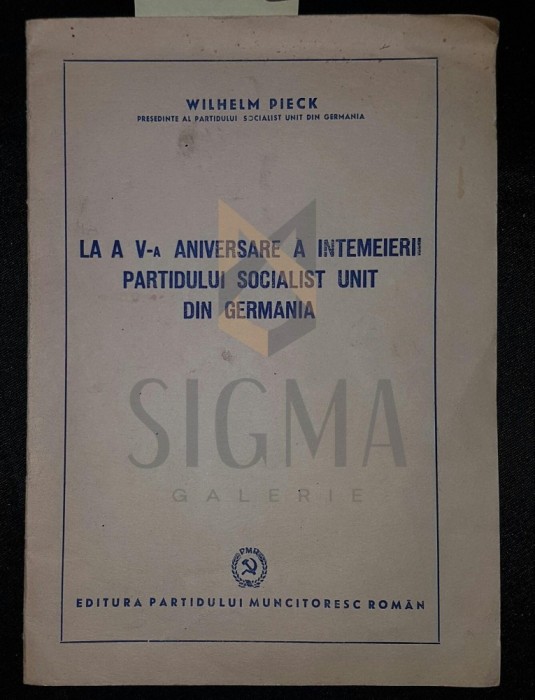 WILHELM PIECK
PRESEDINTE AL PARTIDULUI SOCIALIST UNIT DIN GERMANIA
LA A V-A ANIVERSARE A INTEMEIERII
PARTIDULUI SOCIALIST UNIT
DIN GERMANIA
SIGMA
GALERIE
PMR
EDITURA PARTIDULUI MUNCITORESC ROMÂN